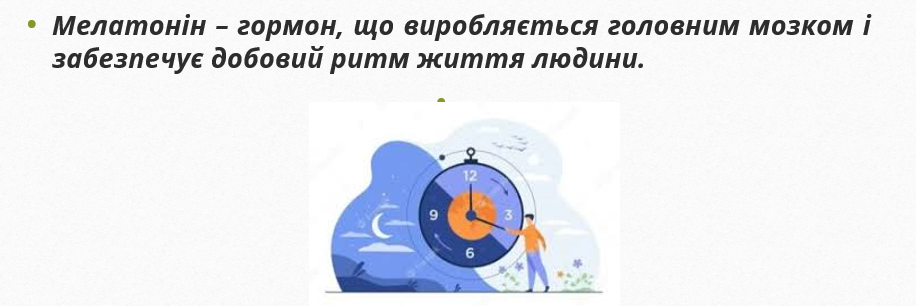 Мелатонін – гормон, що виробляється головним мозком і
забезпечує добовий ритм життя людини.
12
9 3
6